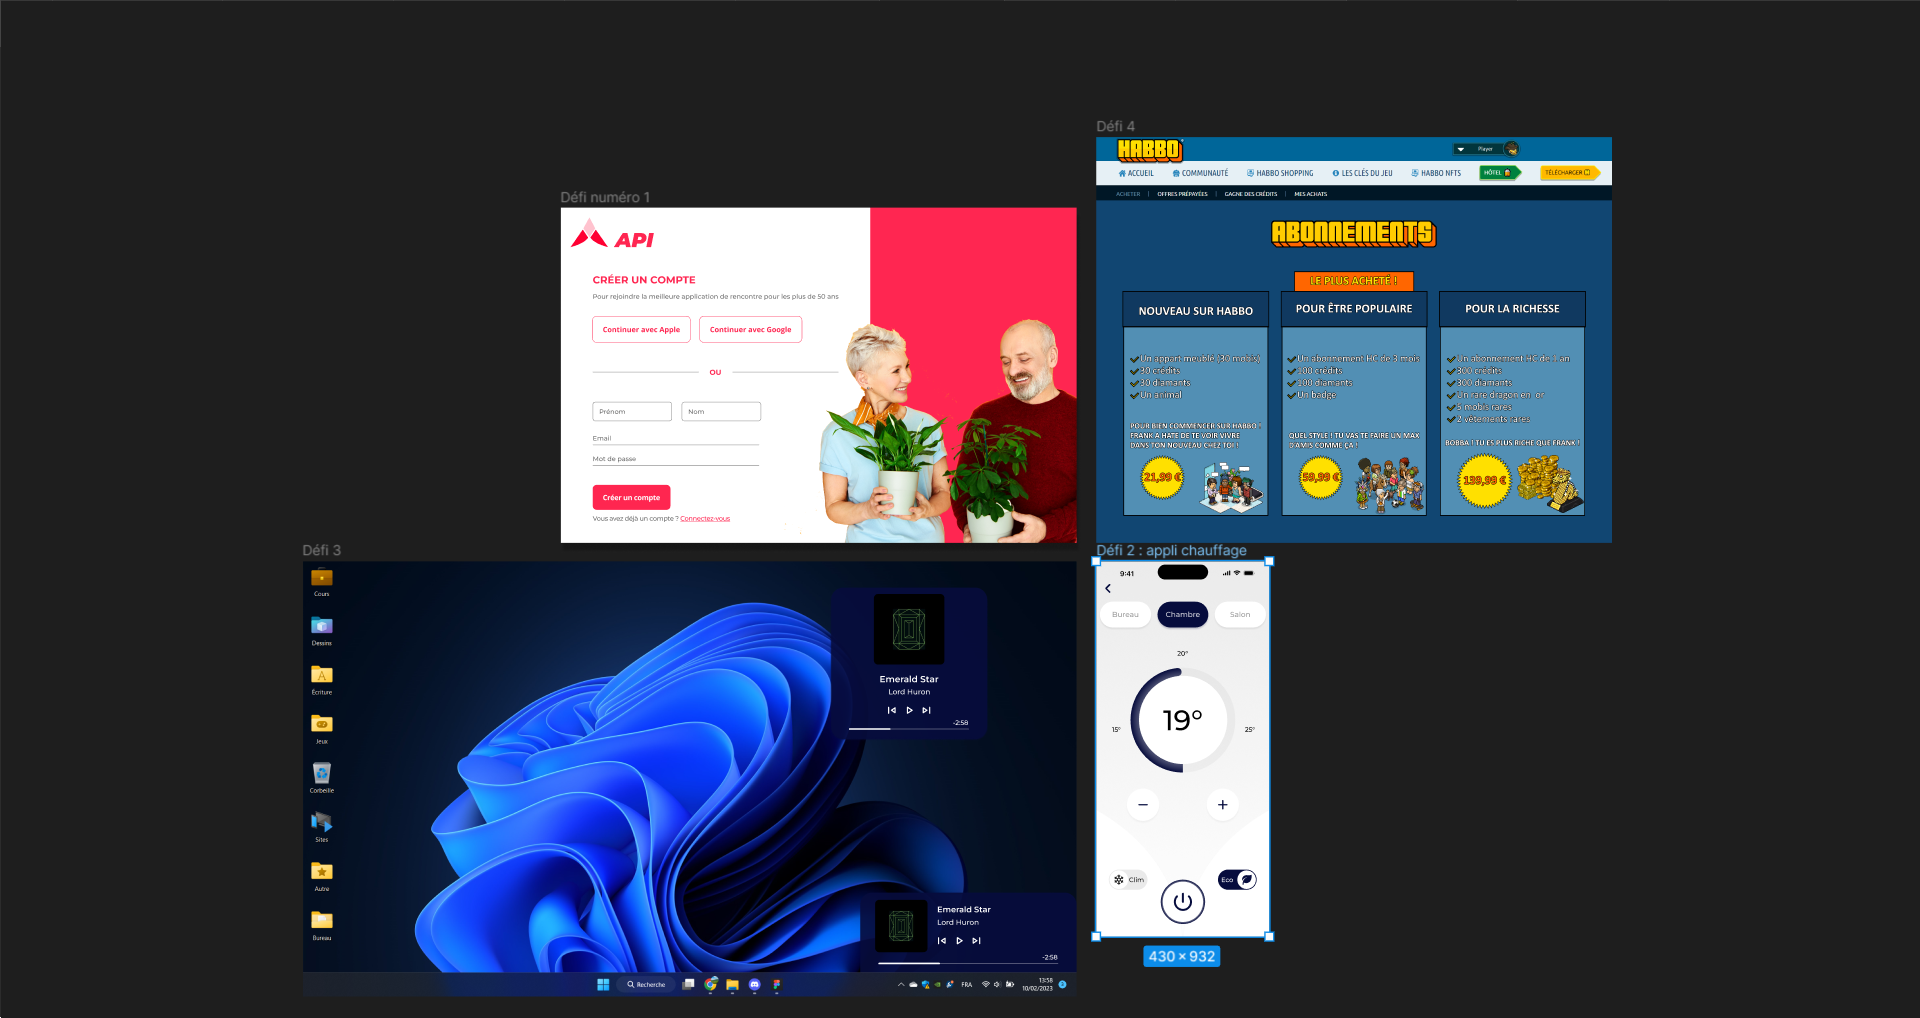 Défi 4
HABBO
Player
ACCUEIL
COMMUNAUTÉ
HABBO SHOPPING
LES CLÉS DU JEU
HABBO NFTS
HÔTEL
TÉLÉCHARGER
ACHETER
OFFRES PRÉPAYÉES
GAGNE DES CRÉDITS
MES ACHATS
ABONNEMENTS
LE PLUS ACHETÉ !
NOUVEAU SUR HABBO
Un appart meublé (30 mobis)
30 crédits
30 diamants
Un animal
POUR BIEN COMMENCER SUR HABBO !
FRANK A HATE DE TE VOIR VIVRE
DANS TON NOUVEAU CHEZ TOI !
21,99 €
POUR ÊTRE POPULAIRE
Un abonnement HC de 3 mois
100 crédits
100 diamants
Un badge
QUEL STYLE ! TU VAS TE FAIRE UN MAX
D'AMIS COMME ÇA !
59,99 €
POUR LA RICHESSE
Un abonnement HC de 1 an
300 crédits
300 diamants
Un rare dragon en or
5 mobis rares
2 vêtements rares
BOBBA ! TU ES PLUS RICHE QUE FRANK !
139,99 €
Défi numéro 1
API
CRÉER UN COMPTE
Pour rejoindre la meilleure application de rencontre pour les plus de 50 ans
Continuer avec Apple
Continuer avec Google
OU
Prénom
Nom
Email
Mot de passe
Créer un compte
Vous avez déjà un compte ? Connectez-vous
Défi 3
Cours
Dessins
Écriture
Jeux
Corbeille
Sites
Autre
Bureau
Emerald Star
Lord Huron
-2:58
Emerald Star
Lord Huron
-2:58
Recherche
FRA
13:58
10/02/2023
Défi 2 : appli chauffage
9:41
Bureau
Chambre
Salon
20°
15°
19°
25°
Clim
Eco
430 × 932